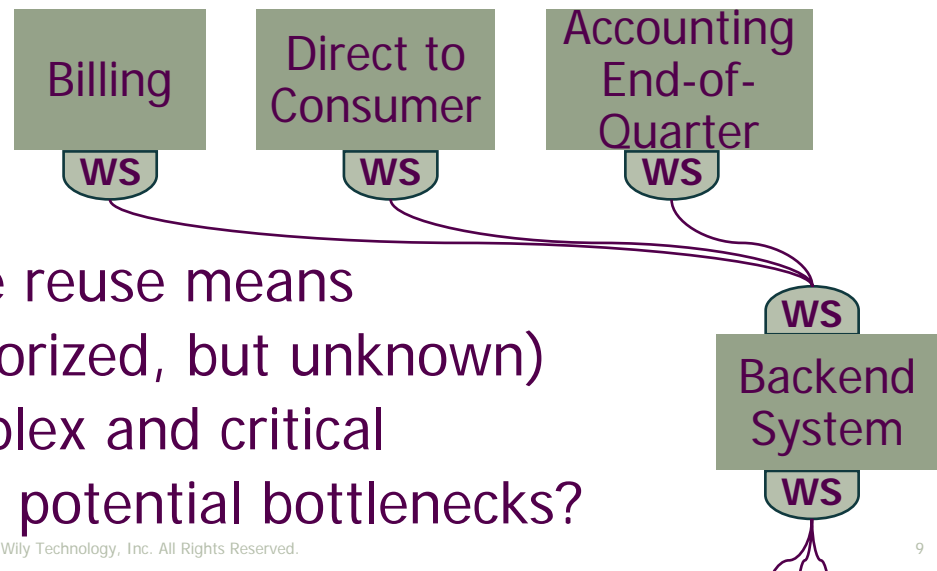 Billing
Direct to
Consumer
Accounting
End-of-
Quarter
WS
WS
WS
reuse means
orized, but unknown)
plex and critical
potential bottlenecks?
WS
Backend
System
WS
Wily Technology, Inc. All Rights Reserved.
9